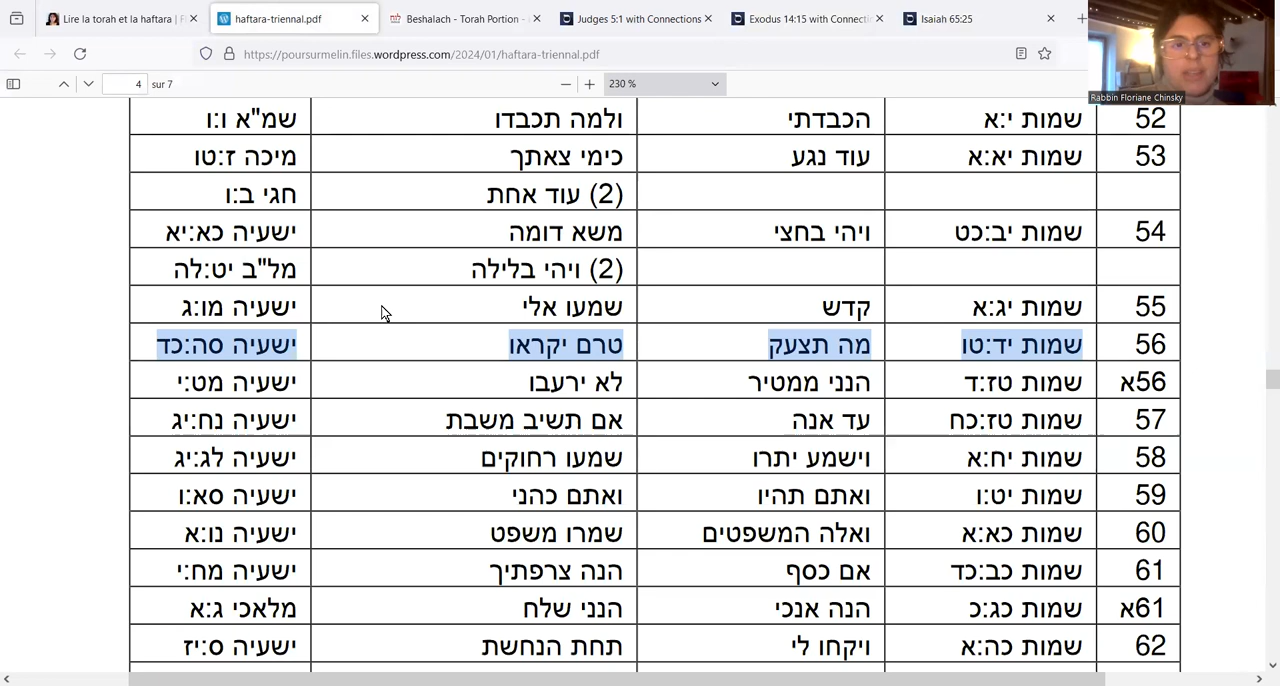 Lire la torah et la haftara | P
haftara-triennal.pdf
Beshalach - Torah Portion -
Judges 5:1 with Connections
Exodus 14:15 with Connecti
Isaiah 65:25
https://poursurmelin.files.wordpress.com/2024/01/haftara-triennal.pdf
4 sur 7
230 %
Rabbin Floriane Chinsky
52 שמות י:א הכבדתי ולמה תכבדו שמ"א ו:ו
53 שמות יא:א עוד נגע כימי צאתך מיכה ז:טו
(2) עוד אחת חגי ב:ו
54 שמות יב:כט ויהי בחצי משא דומה ישעיה כא:יא
(2) ויהי בלילה מל"ב יט:לה
55 שמות יג:א קדש שמעו אלי ישעיה מו:ג
56 שמות יד:טו מה תצעק טרם יקראו ישעיה סה:כד
56א שמות טז:ד הנני ממטיר לא ירעבו ישעיה מט:י
57 שמות טז:כח עד אנה אם תשיב משבת ישעיה נח:יג
58 שמות יח:א וישמע יתרו שמעו רחוקים ישעיה לג:יג
59 שמות יט:ו ואתם תהיו ואתם כהני ישעיה סא:ו
60 שמות כא:א ואלה המשפטים שמרו משפט ישעיה נו:א
61 שמות כב:כד אם כסף הנה צרפתיך ישעיה מח:י
61א שמות כג:כ הנה אנכי הנני שלח מלאכי ג:א
62 שמות כה:א ויקחו לי תחת הנחשת ישעיה ס:יז